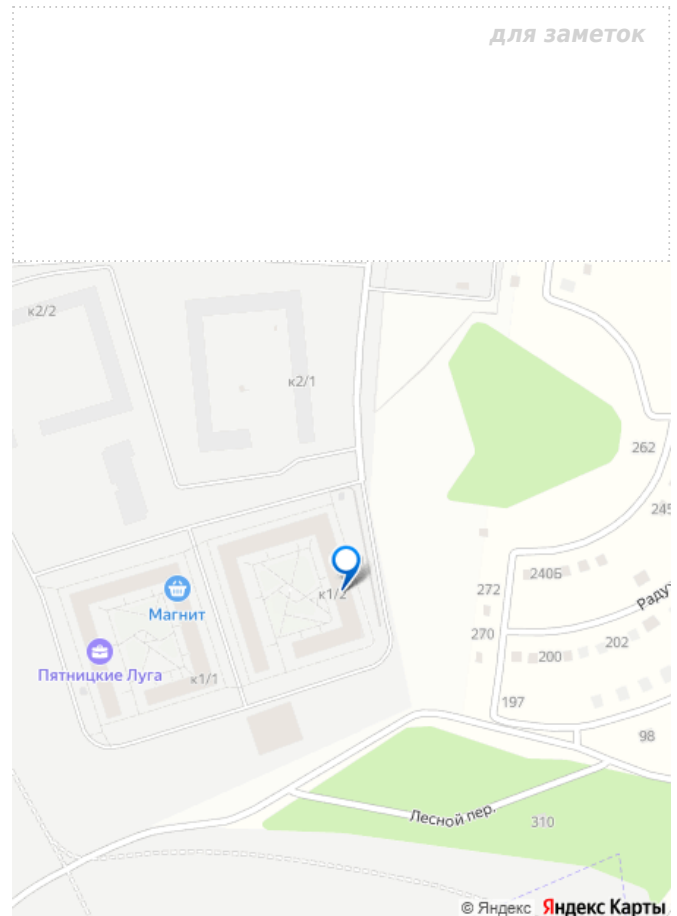 для заметок
к2/2
к2/1
262
245
240Б
272
Раду
к1/2
Магнит
270
202
200
Пятницкие Луга
к1/1
197
98
Лесной пер.
310
© Яндекс Яндекс Карты